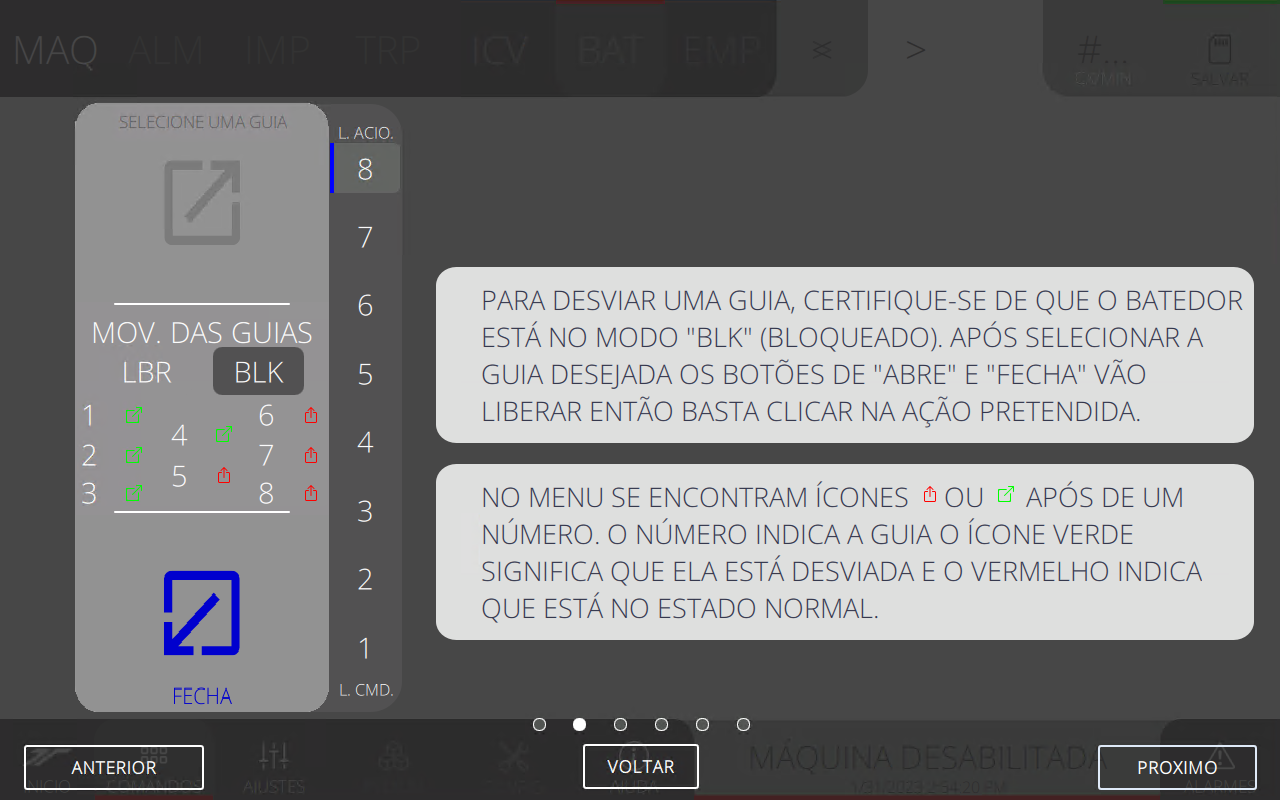 MAQ ALM IMP TRP ICV BAT EMP < >
#...
COMIN SALVAR
SELECIONE UMA GUIA
L. ACIO.
8
7
6
5
4
3
2
1
L. CMD.
MOV. DAS GUIAS
LBR BLK
1 4 6
2 5 7
3 8
FECHA
PARA DESVIAR UMA GUIA, CERTIFIQUE-SE DE QUE O BATEDOR
ESTÁ NO MODO "BLK" (BLOQUEADO). APÓS SELECIONAR A
GUIA DESEJADA OS BOTÕES DE "ABRE" E "FECHA" VÃO
LIBERAR ENTÃO BASTA CLICAR NA AÇÃO PRETENDIDA.
NO MENU SE ENCONTRAM ÍCONES OU APÓS DE UM
NÚMERO. O NÚMERO INDICA A GUIA O ÍCONE VERDE
SIGNIFICA QUE ELA ESTÁ DESVIADA E O VERMELHO INDICA
QUE ESTÁ NO ESTADO NORMAL.
ANTERIOR VOLTAR PROXIMO
INICIO COMANDOS AJUSTES AJUDA
MÁQUINA DESABILITADA
1/31/2023 2:54:20 PM
ALARMES